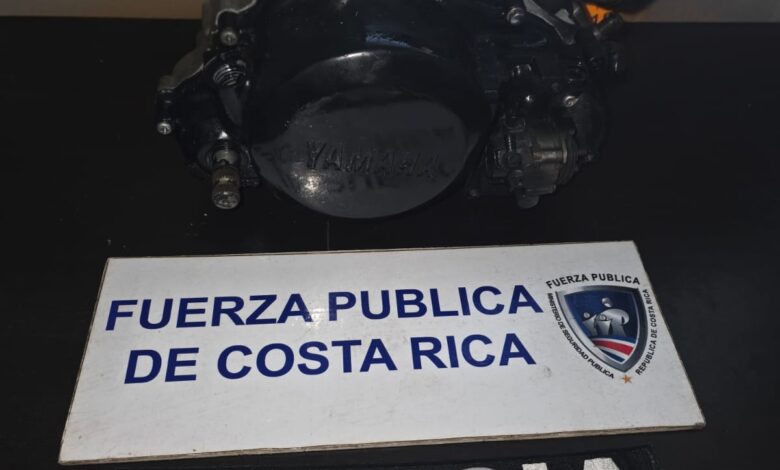 YAMAHA
FUERZA PUBLICA
DE COSTA RICA
FUERZA PUBLICA
MINISTERIO DE SEGURIDAD PUBLICA
REPUBLICA DE COSTA RICA